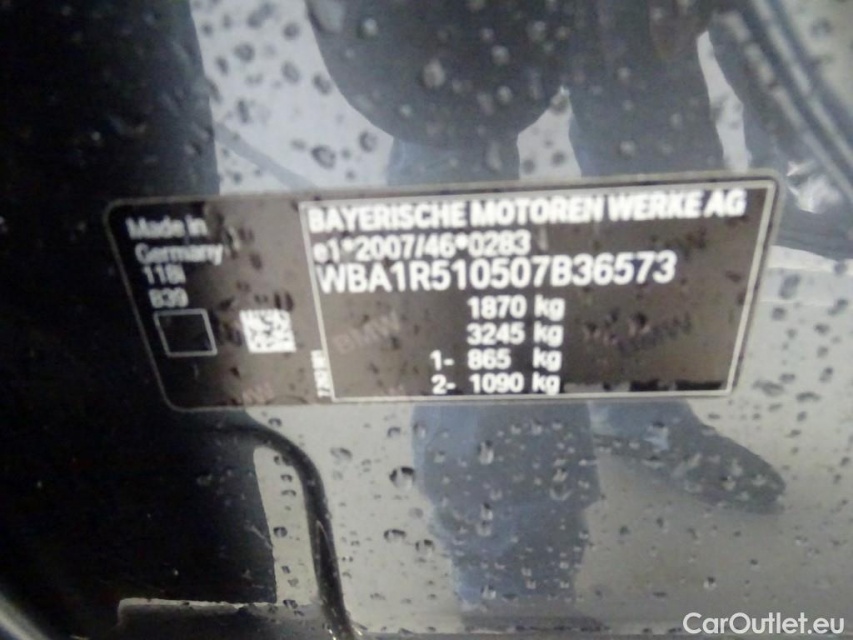 Made in
Germany
118i
B39
BAYERISCHE MOTOREN WERKE AG
e1*2007/46*0283
WBA1R510507B36573
1870 kg
3245 kg
1- 865 kg
2- 1090 kg
BMW
CarOutlet.eu